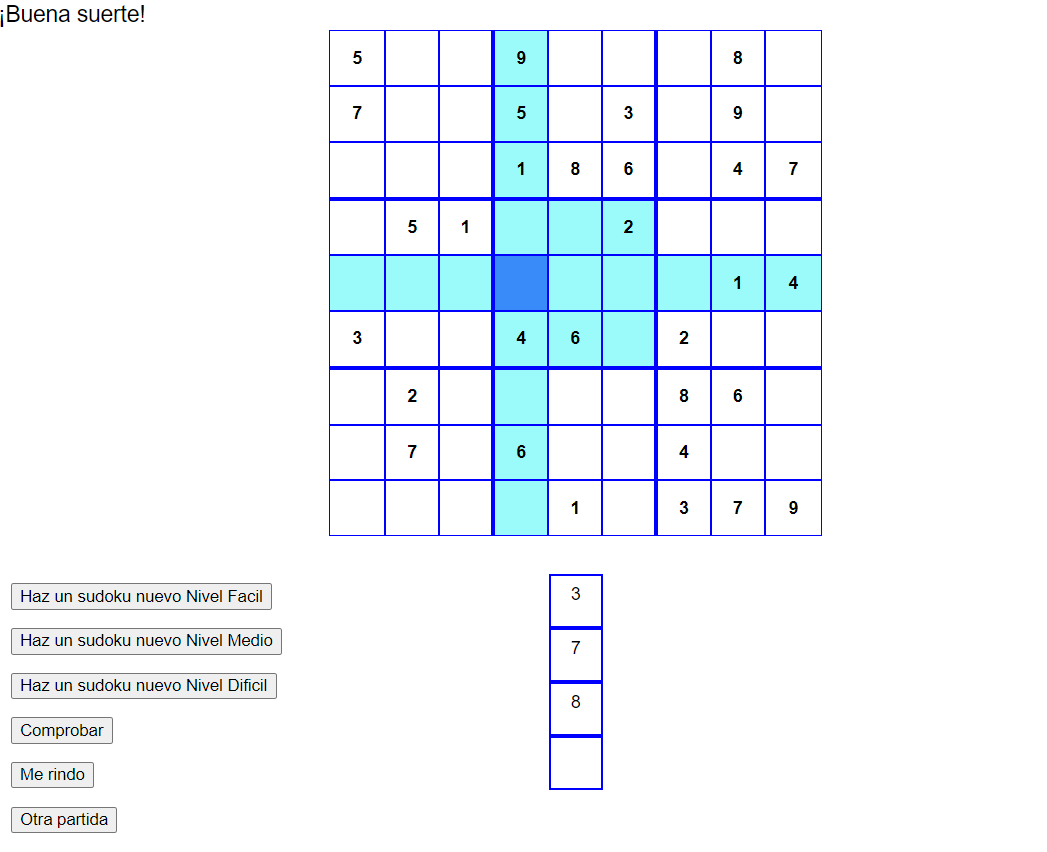 ¡Buena suerte!
5 9 8
7 5 3 9
1 8 6 4 7
5 1 2
1 4
3 4 6 2
2 8 6
7 6 4
1 3 7 9
3
7
8
Haz un sudoku nuevo Nivel Facil
Haz un sudoku nuevo Nivel Medio
Haz un sudoku nuevo Nivel Dificil
Comprobar
Me rindo
Otra partida